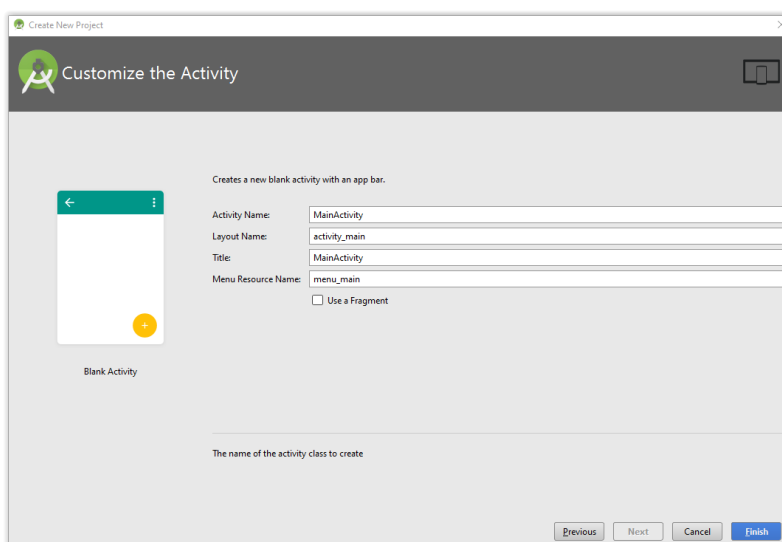 Create New Project
Customize the Activity
Creates a new blank activity with an app bar.
Activity Name: MainActivity
Layout Name: activity_main
Title: MainActivity
Menu Resource Name: menu_main
Use a Fragment
Blank Activity
The name of the activity class to create
Previous Next Cancel Finish